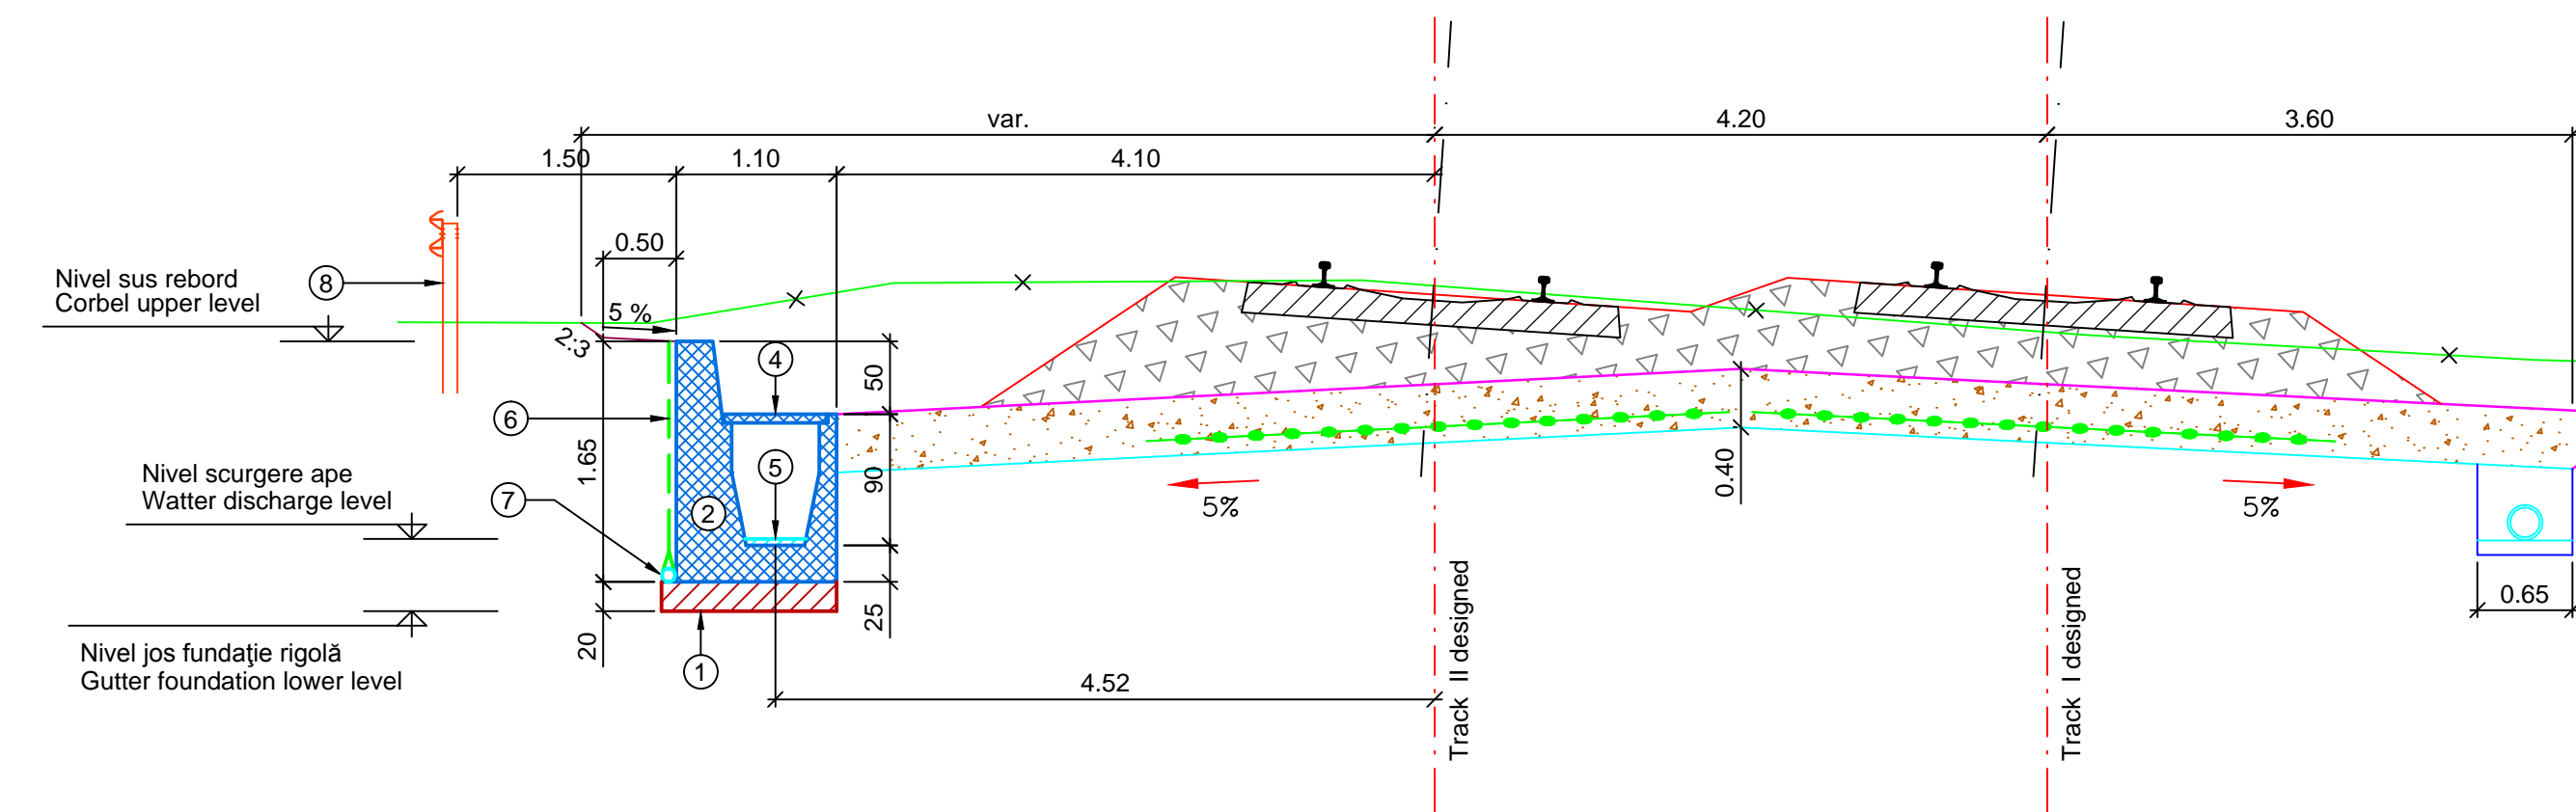 var.
4.20
3.60
1.50
1.10
4.10
0.50
Nivel sus rebord
Corbel upper level
8
5 %
2:3
4
50
6
1.65
Nivel scurgere ape
Watter discharge level
5
90
0.40
7
2
5%
5%
0.65
25
20
1
Nivel jos fundaţie rigolă
Gutter foundation lower level
4.52
Track II designed
Track I designed